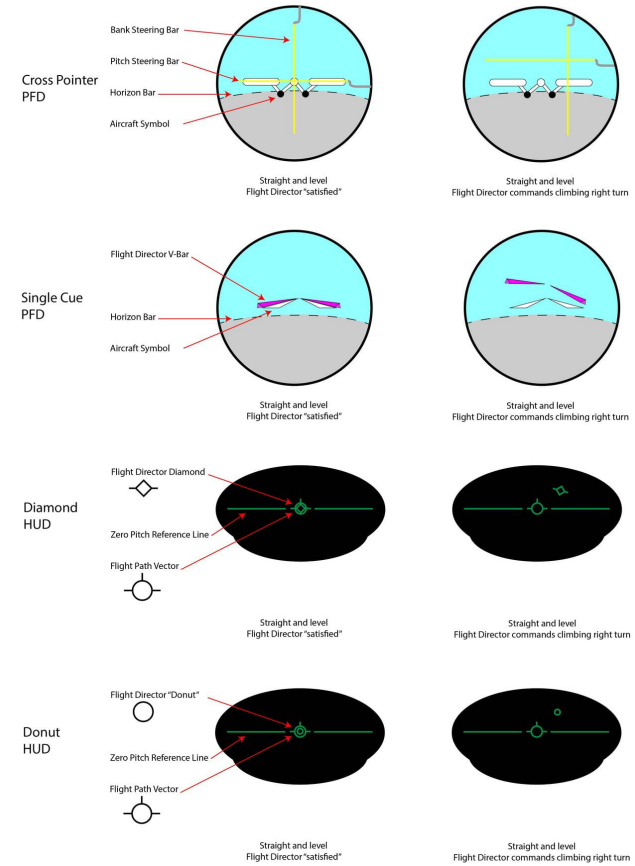 Cross Pointer
PFD
Bank Steering Bar
Pitch Steering Bar
Horizon Bar
Aircraft Symbol
Straight and level
Flight Director "satisfied"
Straight and level
Flight Director commands climbing right turn
Single Cue
PFD
Flight Director V-Bar
Horizon Bar
Aircraft Symbol
Straight and level
Flight Director "satisfied"
Straight and level
Flight Director commands climbing right turn
Diamond
HUD
Flight Director Diamond
Zero Pitch Reference Line
Flight Path Vector
Straight and level
Flight Director "satisfied"
Straight and level
Flight Director commands climbing right turn
Donut
HUD
Flight Director "Donut"
Zero Pitch Reference Line
Flight Path Vector
Straight and level
Flight Director "satisfied"
Straight and level
Flight Director commands climbing right turn